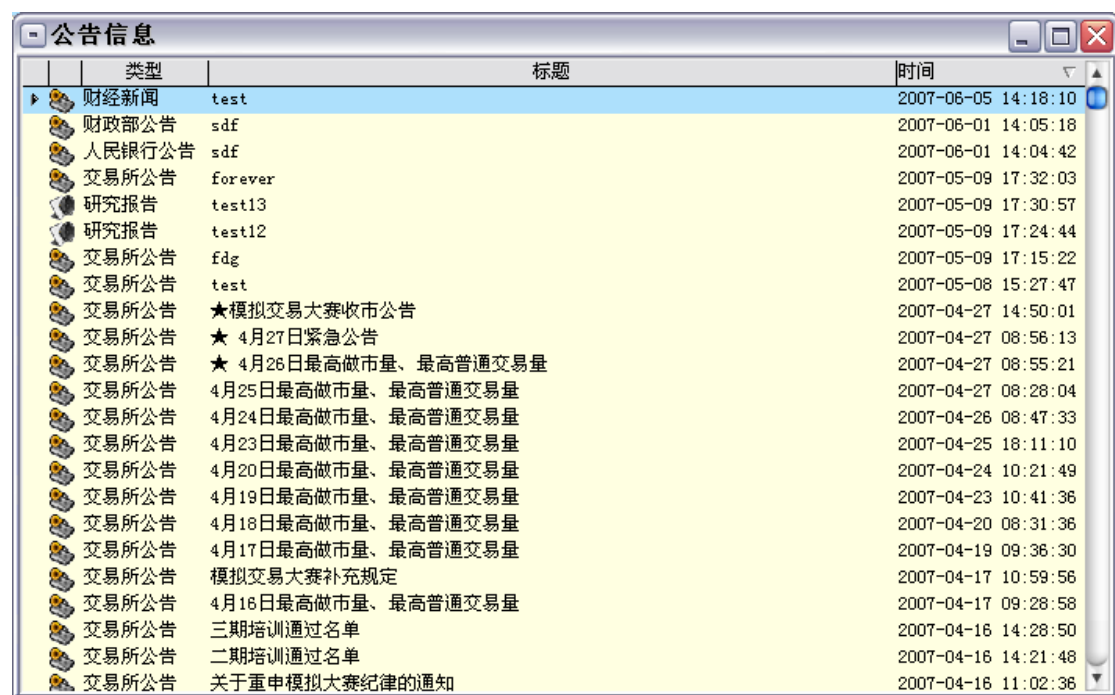 公告信息
类型 标题 时间
财经新闻 test 2007-06-05 14:18:10
财政部公告 sdf 2007-06-01 14:05:18
人民银行公告 sdf 2007-06-01 14:04:42
交易所公告 forever 2007-05-09 17:32:03
研究报告 test13 2007-05-09 17:30:57
研究报告 test12 2007-05-09 17:24:44
交易所公告 fdg 2007-05-09 17:15:22
交易所公告 test 2007-05-08 15:27:47
交易所公告 ★模拟交易大赛收市公告 2007-04-27 14:50:01
交易所公告 ★ 4月27日紧急公告 2007-04-27 08:56:13
交易所公告 ★ 4月26日最高做市量、最高普通交易量 2007-04-27 08:55:21
交易所公告 4月25日最高做市量、最高普通交易量 2007-04-27 08:28:04
交易所公告 4月24日最高做市量、最高普通交易量 2007-04-26 08:47:33
交易所公告 4月23日最高做市量、最高普通交易量 2007-04-25 18:11:10
交易所公告 4月20日最高做市量、最高普通交易量 2007-04-24 10:21:49
交易所公告 4月19日最高做市量、最高普通交易量 2007-04-23 10:41:36
交易所公告 4月18日最高做市量、最高普通交易量 2007-04-20 08:31:36
交易所公告 4月17日最高做市量、最高普通交易量 2007-04-19 09:36:30
交易所公告 模拟交易大赛补充规定 2007-04-17 10:59:56
交易所公告 4月16日最高做市量、最高普通交易量 2007-04-17 09:28:58
交易所公告 三期培训通过名单 2007-04-16 14:28:50
交易所公告 二期培训通过名单 2007-04-16 14:21:48
交易所公告 关于重申模拟大赛纪律的通知 2007-04-16 11:02:36